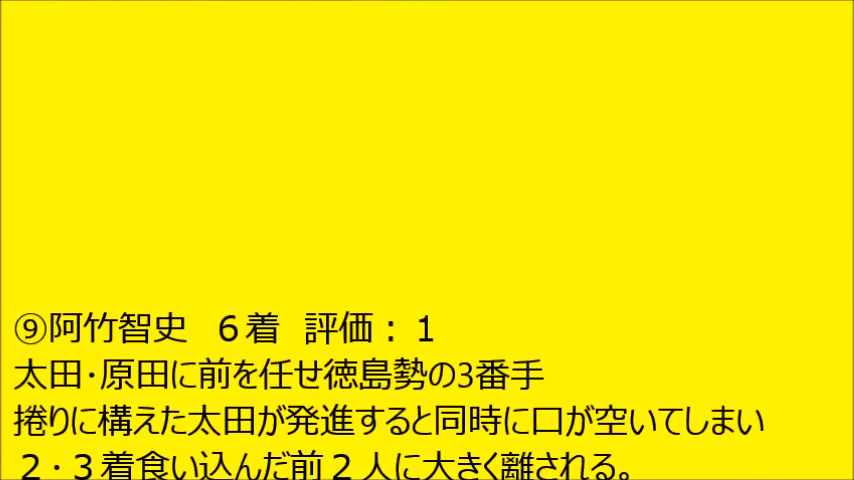 ⑨阿竹智史　６着　評価：１
太田・原田に前を任せ徳島勢の3番手
捲りに構えた太田が発進すると同時に口が空いてしまい
２・３着食い込んだ前２人に大きく離される。